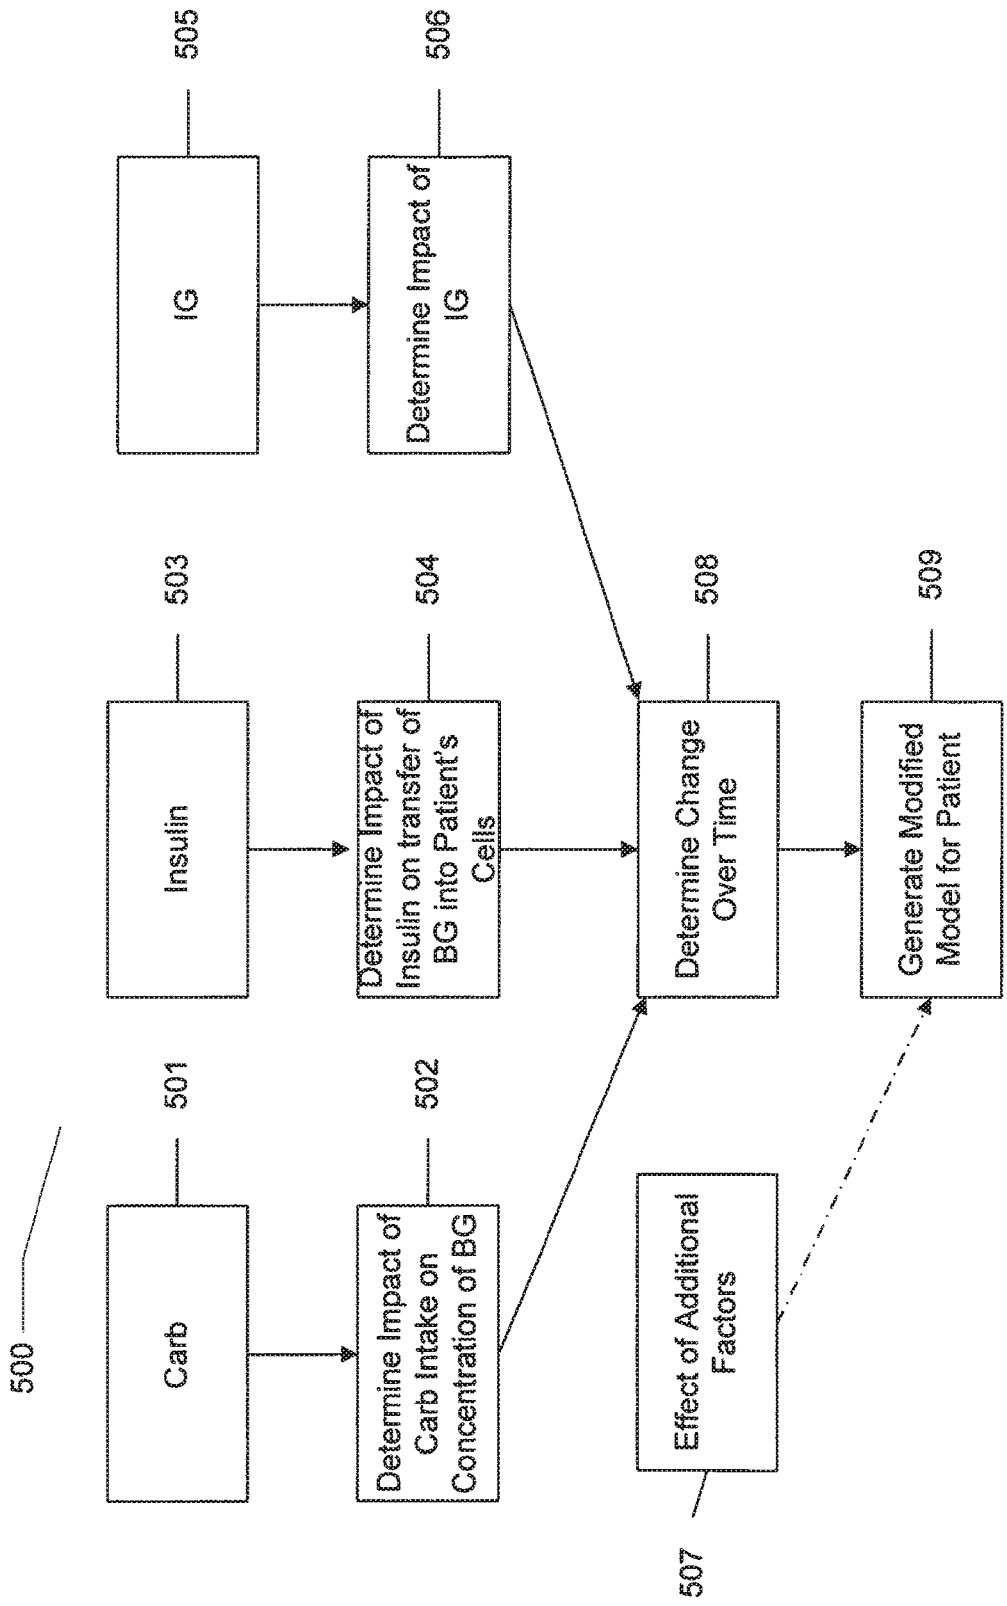 500
501
Carb
502
Determine Impact of
Carb Intake on
Concentration of BG
503
Insulin
504
Determine Impact of
Insulin on transfer of
BG into Patient's
Cells
505
IG
506
Determine Impact of
IG
507
Effect of Additional
Factors
508
Determine Change
Over Time
509
Generate Modified
Model for Patient